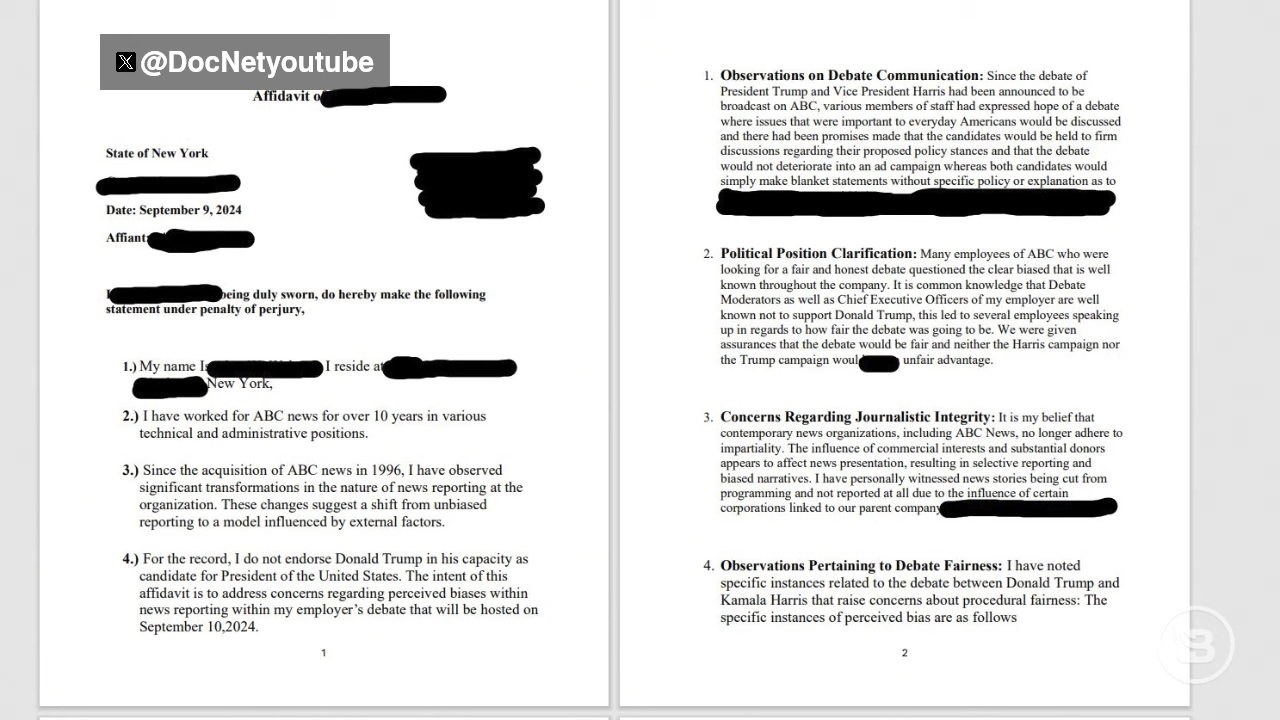 @DocNetyoutube
Affidavit o
State of New York
Date: September 9, 2024
Affiant:
I being duly sworn, do hereby make the following
statement under penalty of perjury,
1.) My name Is I reside at
New York,
2.) I have worked for ABC news for over 10 years in various
technical and administrative positions.
3.) Since the acquisition of ABC news in 1996, I have observed
significant transformations in the nature of news reporting at the
organization. These changes suggest a shift from unbiased
reporting to a model influenced by external factors.
4.) For the record, I do not endorse Donald Trump in his capacity as
candidate for President of the United States. The intent of this
affidavit is to address concerns regarding perceived biases within
news reporting within my employer’s debate that will be hosted on
September 10,2024.
1
1. Observations on Debate Communication: Since the debate of
President Trump and Vice President Harris had been announced to be
broadcast on ABC, various members of staff had expressed hope of a debate
where issues that were important to everyday Americans would be discussed
and there had been promises made that the candidates would be held to firm
discussions regarding their proposed policy stances and that the debate
would not deteriorate into an ad campaign whereas both candidates would
simply make blanket statements without specific policy or explanation as to
2. Political Position Clarification: Many employees of ABC who were
looking for a fair and honest debate questioned the clear biased that is well
known throughout the company. It is common knowledge that Debate
Moderators as well as Chief Executive Officers of my employer are well
known not to support Donald Trump, this led to several employees speaking
up in regards to how fair the debate was going to be. We were given
assurances that the debate would be fair and neither the Harris campaign nor
the Trump campaign woul unfair advantage.
3. Concerns Regarding Journalistic Integrity: It is my belief that
contemporary news organizations, including ABC News, no longer adhere to
impartiality. The influence of commercial interests and substantial donors
appears to affect news presentation, resulting in selective reporting and
biased narratives. I have personally witnessed news stories being cut from
programming and not reported at all due to the influence of certain
corporations linked to our parent company
4. Observations Pertaining to Debate Fairness: I have noted
specific instances related to the debate between Donald Trump and
Kamala Harris that raise concerns about procedural fairness: The
specific instances of perceived bias are as follows
2
B